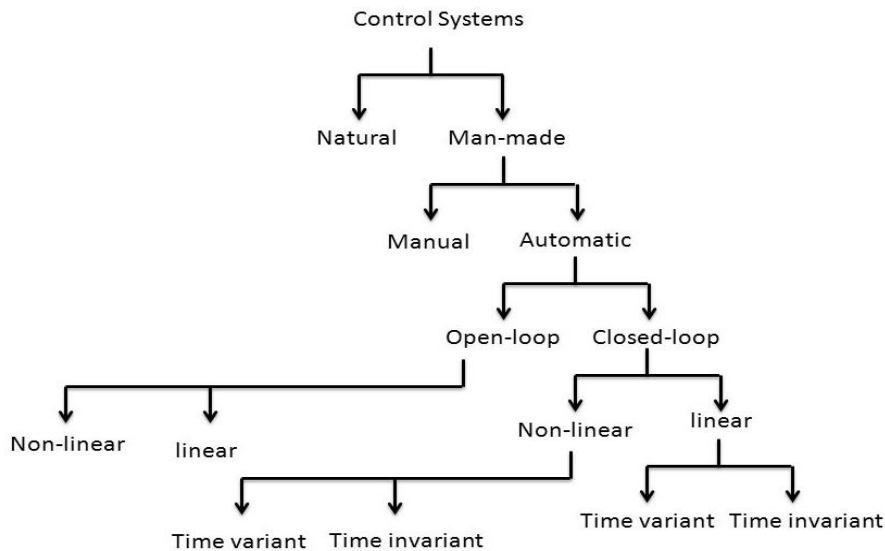 Control Systems
Natural
Man-made
Manual
Automatic
Open-loop
Closed-loop
Non-linear
linear
Non-linear
linear
Time variant
Time invariant
Time variant
Time invariant